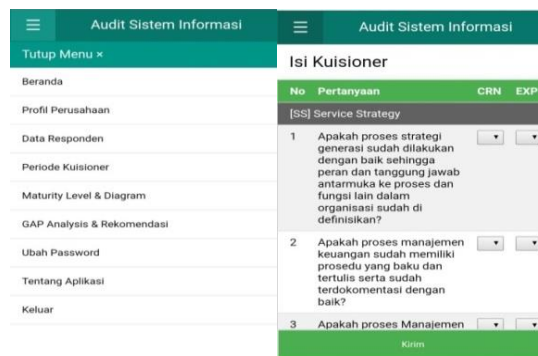 Audit Sistem Informasi
Tutup Menu ×
Beranda
Profil Perusahaan
Data Responden
Periode Kuisioner
Maturity Level & Diagram
GAP Analysis & Rekomendasi
Ubah Password
Tentang Aplikasi
Keluar
Audit Sistem Informasi
Isi Kuisioner
No Pertanyaan CRN EXP
[SS] Service Strategy
1 Apakah proses strategi
generasi sudah dilakukan
dengan baik sehingga
peran dan tanggung jawab
antarmuka ke proses dan
fungsi lain dalam
organisasi sudah di
definisikan?
2 Apakah proses manajemen
keuangan sudah memiliki
prosedu yang baku dan
tertulis serta sudah
terdokomentasi dengan
baik?
3 Apakah proses Manajemen
Kirim